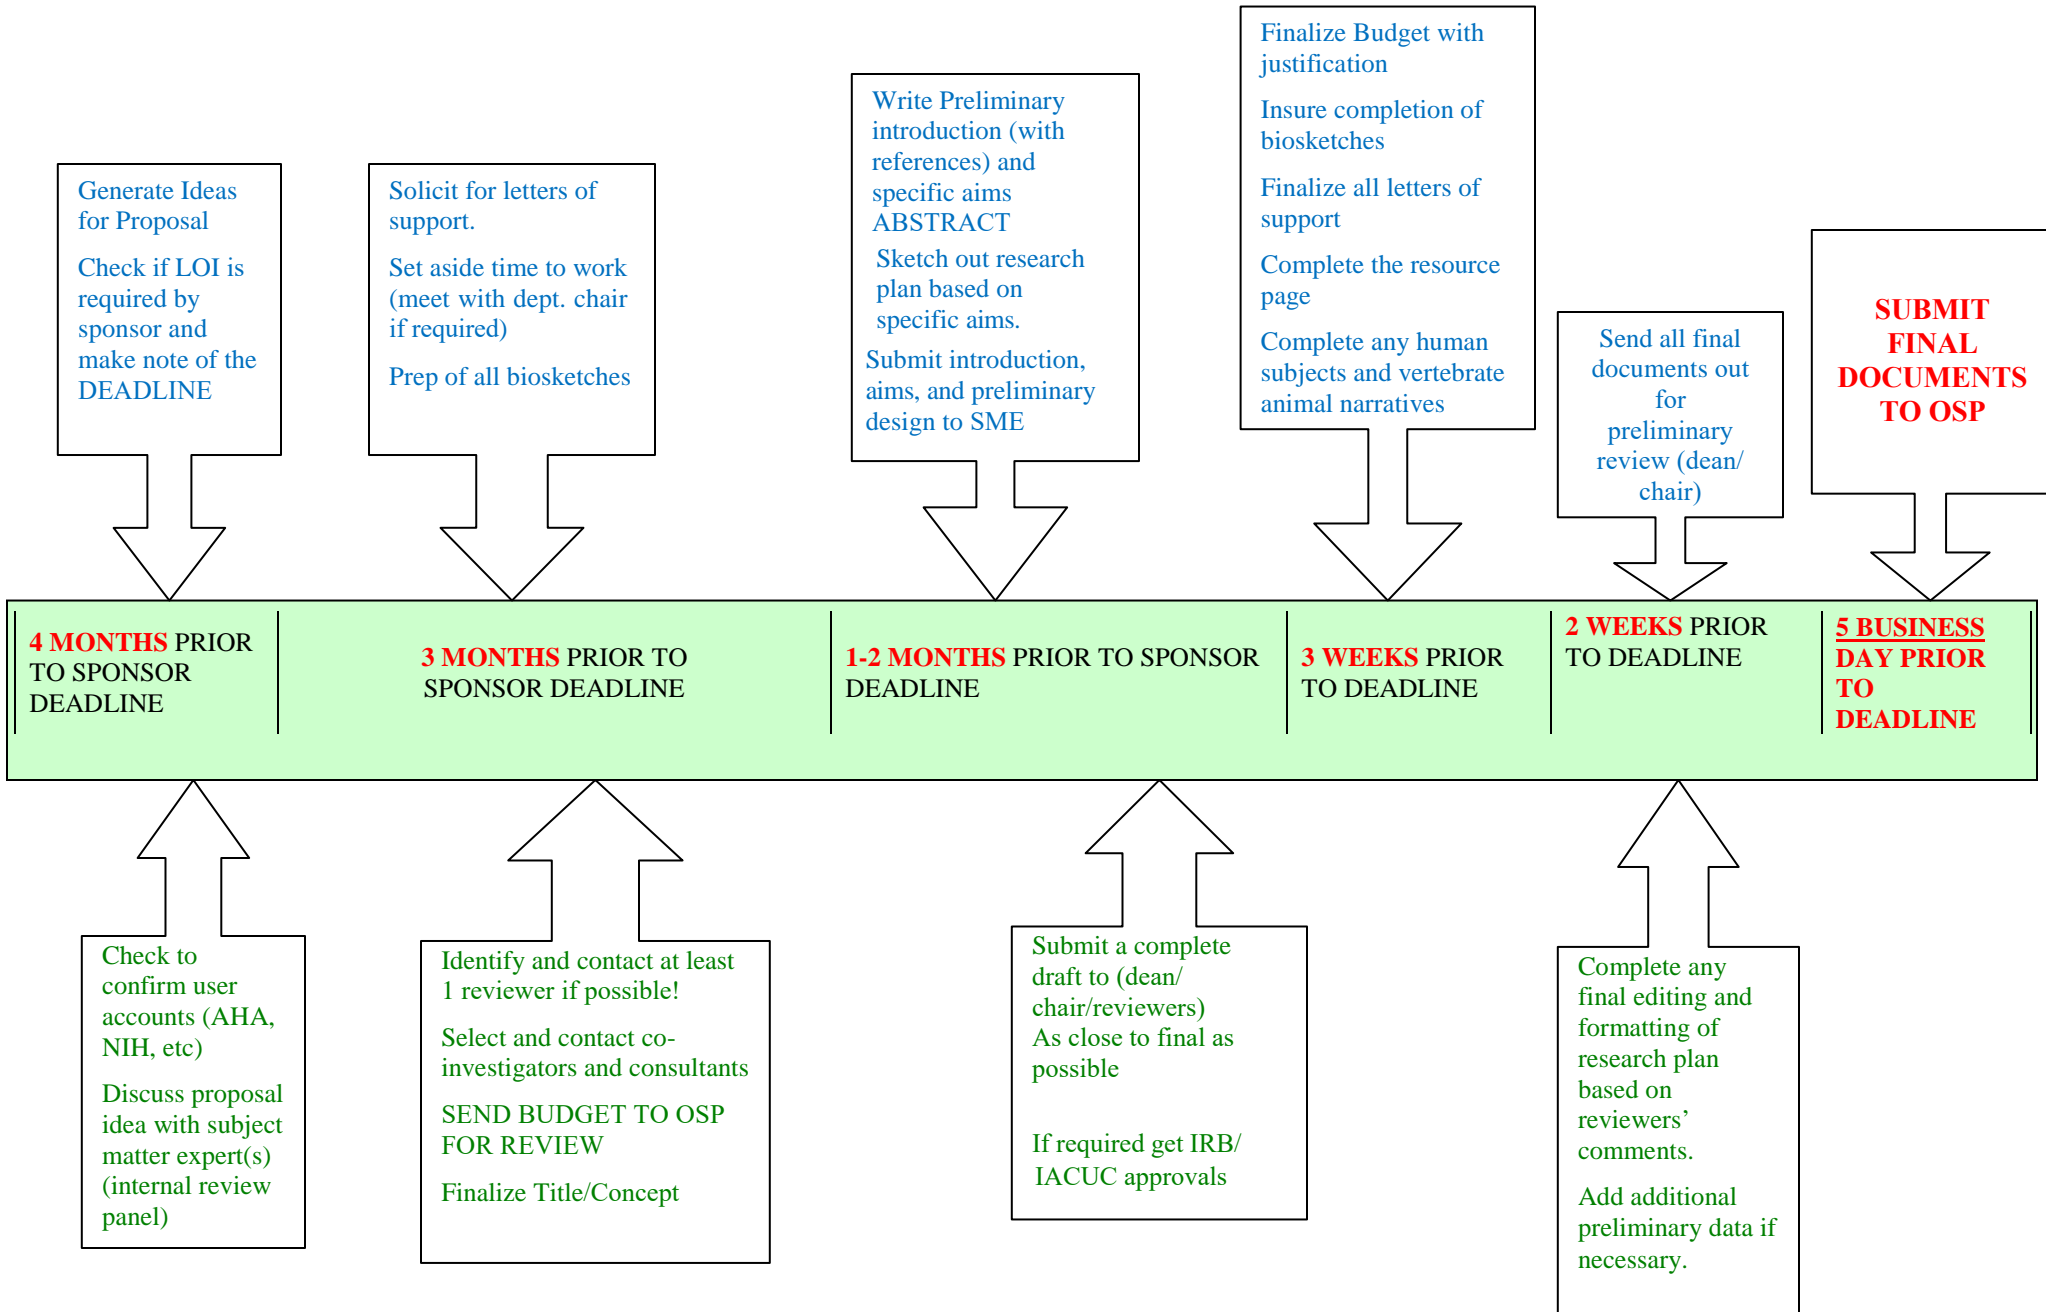 Generate Ideas
for Proposal
Check if LOI is
required by
sponsor and
make note of the
DEADLINE
Solicit for letters of
support.
Set aside time to work
(meet with dept. chair
if required)
Prep of all biosketches
Write Preliminary
introduction (with
references) and
specific aims
ABSTRACT
Sketch out research
plan based on
specific aims.
Submit introduction,
aims, and preliminary
design to SME
Finalize Budget with
justification
Insure completion of
biosketches
Finalize all letters of
support
Complete the resource
page
Complete any human
subjects and vertebrate
animal narratives
Send all final
documents out
for
preliminary
review (dean/
chair)
SUBMIT
FINAL
DOCUMENTS
TO OSP
4 MONTHS PRIOR
TO SPONSOR
DEADLINE
3 MONTHS PRIOR TO
SPONSOR DEADLINE
1-2 MONTHS PRIOR TO SPONSOR
DEADLINE
3 WEEKS PRIOR
TO DEADLINE
2 WEEKS PRIOR
TO DEADLINE
5 BUSINESS
DAY PRIOR
TO
DEADLINE
Check to
confirm user
accounts (AHA,
NIH, etc)
Discuss proposal
idea with subject
matter expert(s)
(internal review
panel)
Identify and contact at least
1 reviewer if possible!
Select and contact co-
investigators and consultants
SEND BUDGET TO OSP
FOR REVIEW
Finalize Title/Concept
Submit a complete
draft to (dean/
chair/reviewers)
As close to final as
possible
If required get IRB/
IACUC approvals
Complete any
final editing and
formatting of
research plan
based on
reviewers’
comments.
Add additional
preliminary data if
necessary.